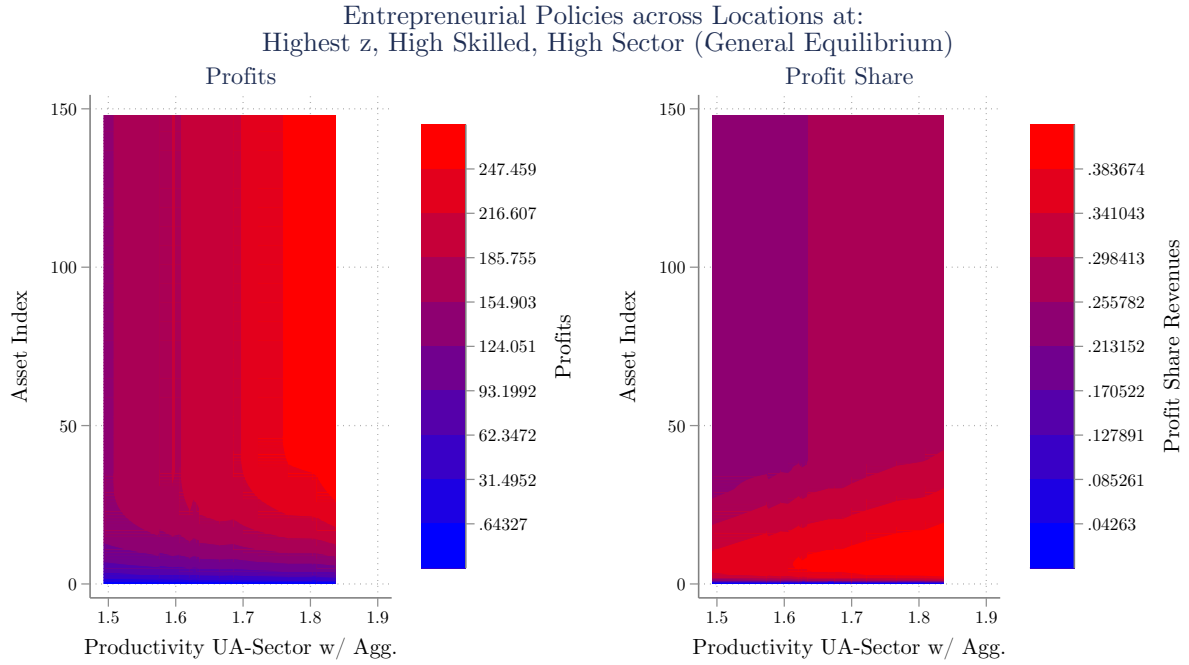 Entrepreneurial Policies across Locations at:
Highest z, High Skilled, High Sector (General Equilibrium)
Profits
150
100
50
0
Asset Index
1.5 1.6 1.7 1.8 1.9
Productivity UA-Sector w/ Agg.
247.459
216.607
185.755
154.903
124.051
93.1992
62.3472
31.4952
.64327
Profits
Profit Share
150
100
50
0
Asset Index
1.5 1.6 1.7 1.8 1.9
Productivity UA-Sector w/ Agg.
.383674
.341043
.298413
.255782
.213152
.170522
.127891
.085261
.04263
Profit Share Revenues